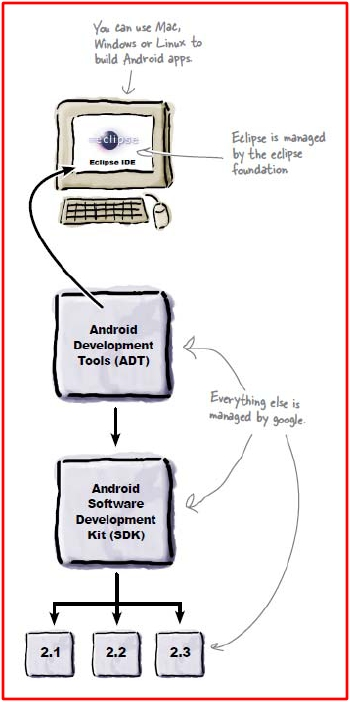 You can use Mac,
Windows or Linux to
build Android apps.
eclipse
Eclipse IDE
Eclipse is managed
by the eclipse
foundation
Android
Development
Tools (ADT)
Everything else is
managed by google.
Android
Software
Development
Kit (SDK)
2.1
2.2
2.3